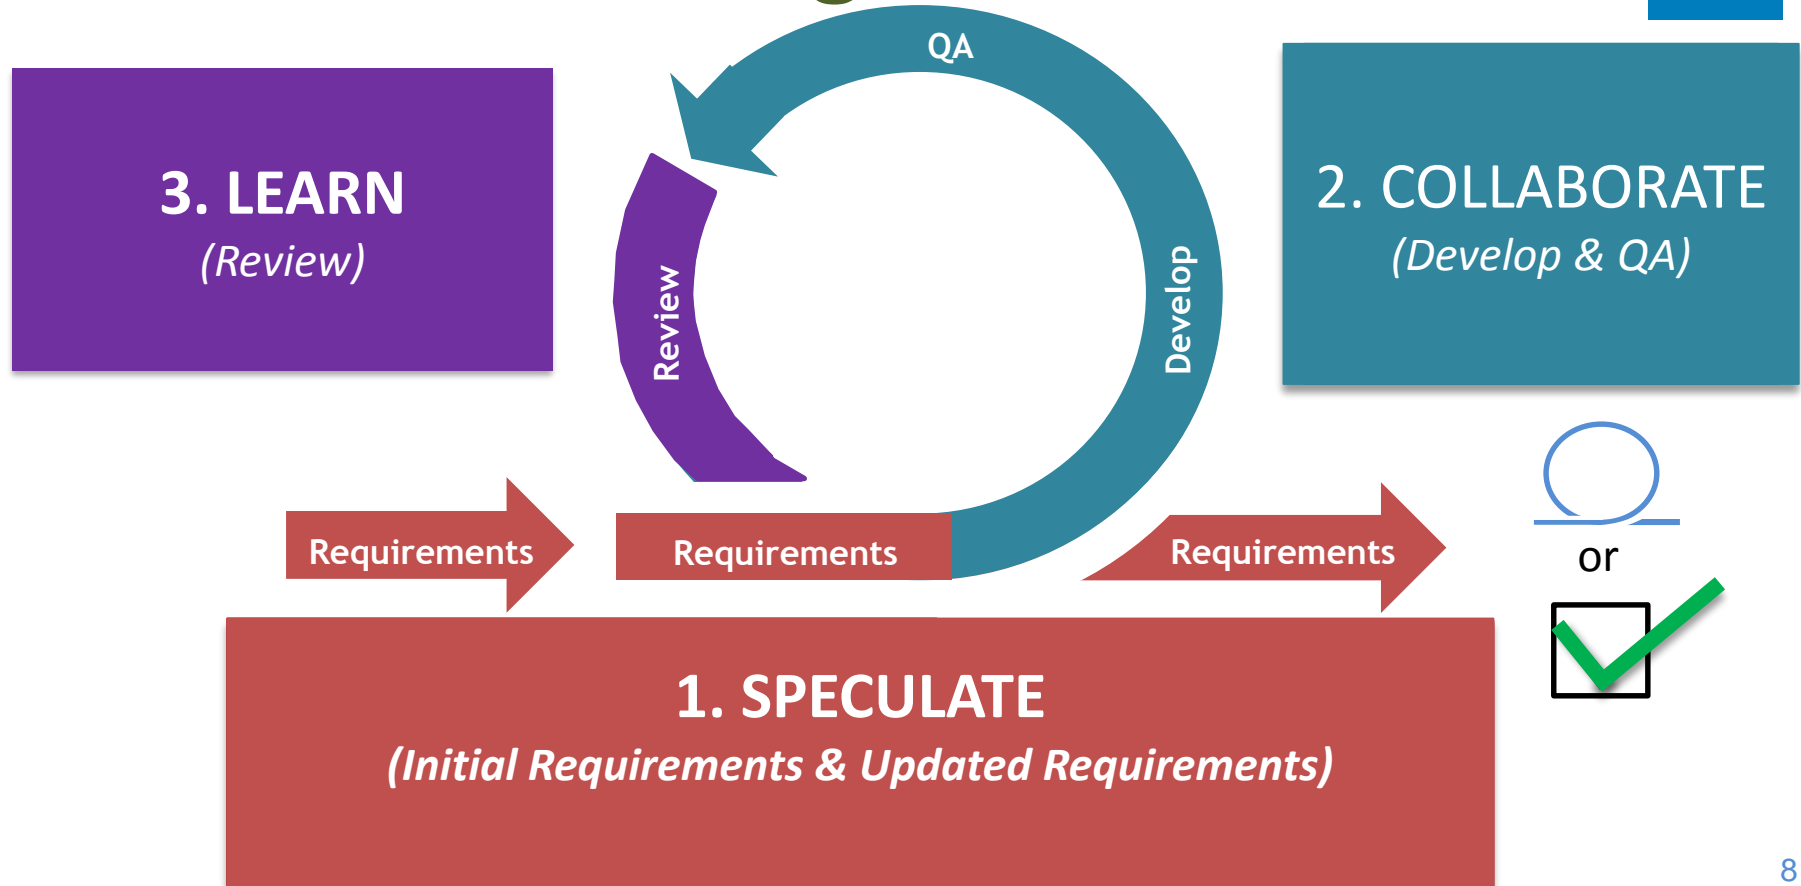 QA
3. LEARN
(Review)
2. COLLABORATE
(Develop & QA)
Review
Develop
Requirements
Requirements
Requirements
or
1. SPECULATE
(Initial Requirements & Updated Requirements)
8